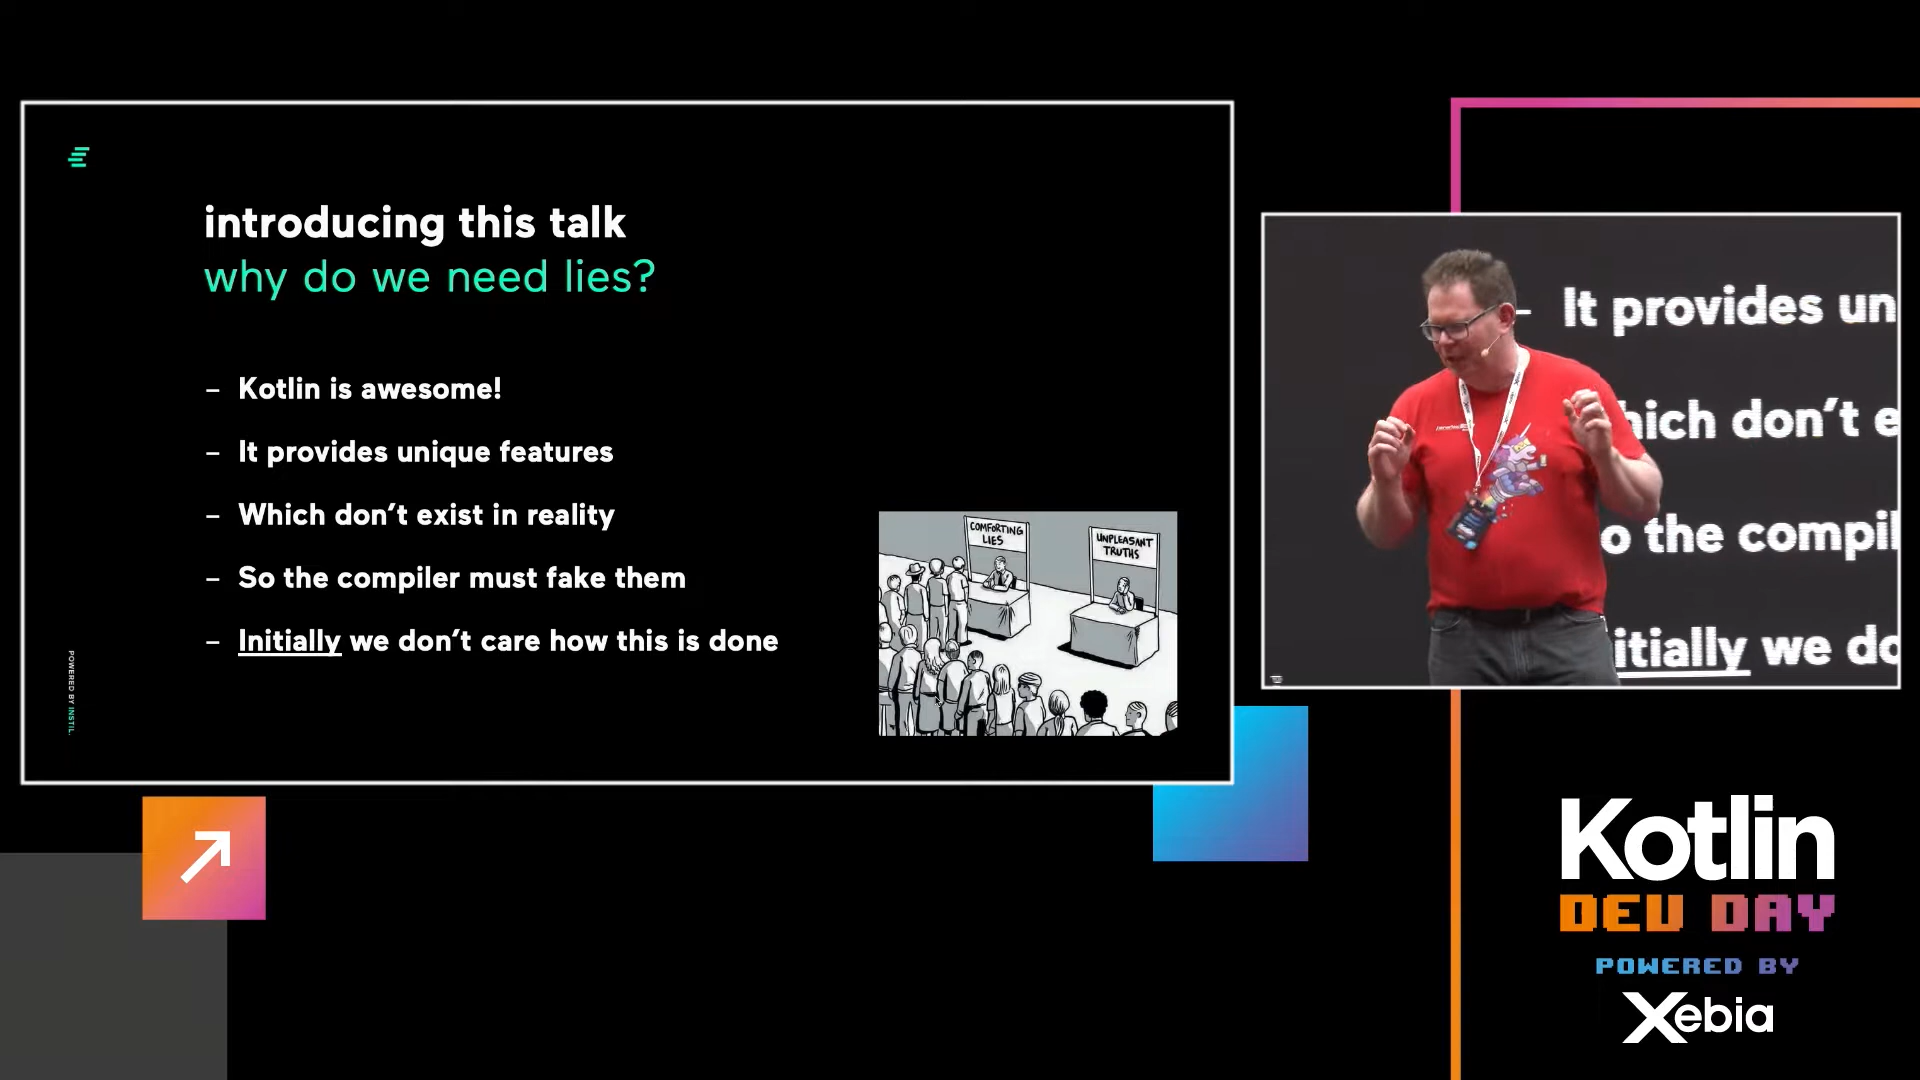 introducing this talk
why do we need lies?
– Kotlin is awesome!
– It provides unique features
– Which don’t exist in reality
– So the compiler must fake them
– Initially we don’t care how this is done
COMFORTING
LIES
UNPLEASANT
TRUTHS
POWERED BY INSTIL.
– It provides un
hich don’t e
o the compil
itially we do
Xebia
Kotlin
DEV DAY
POWERED BY
Xebia